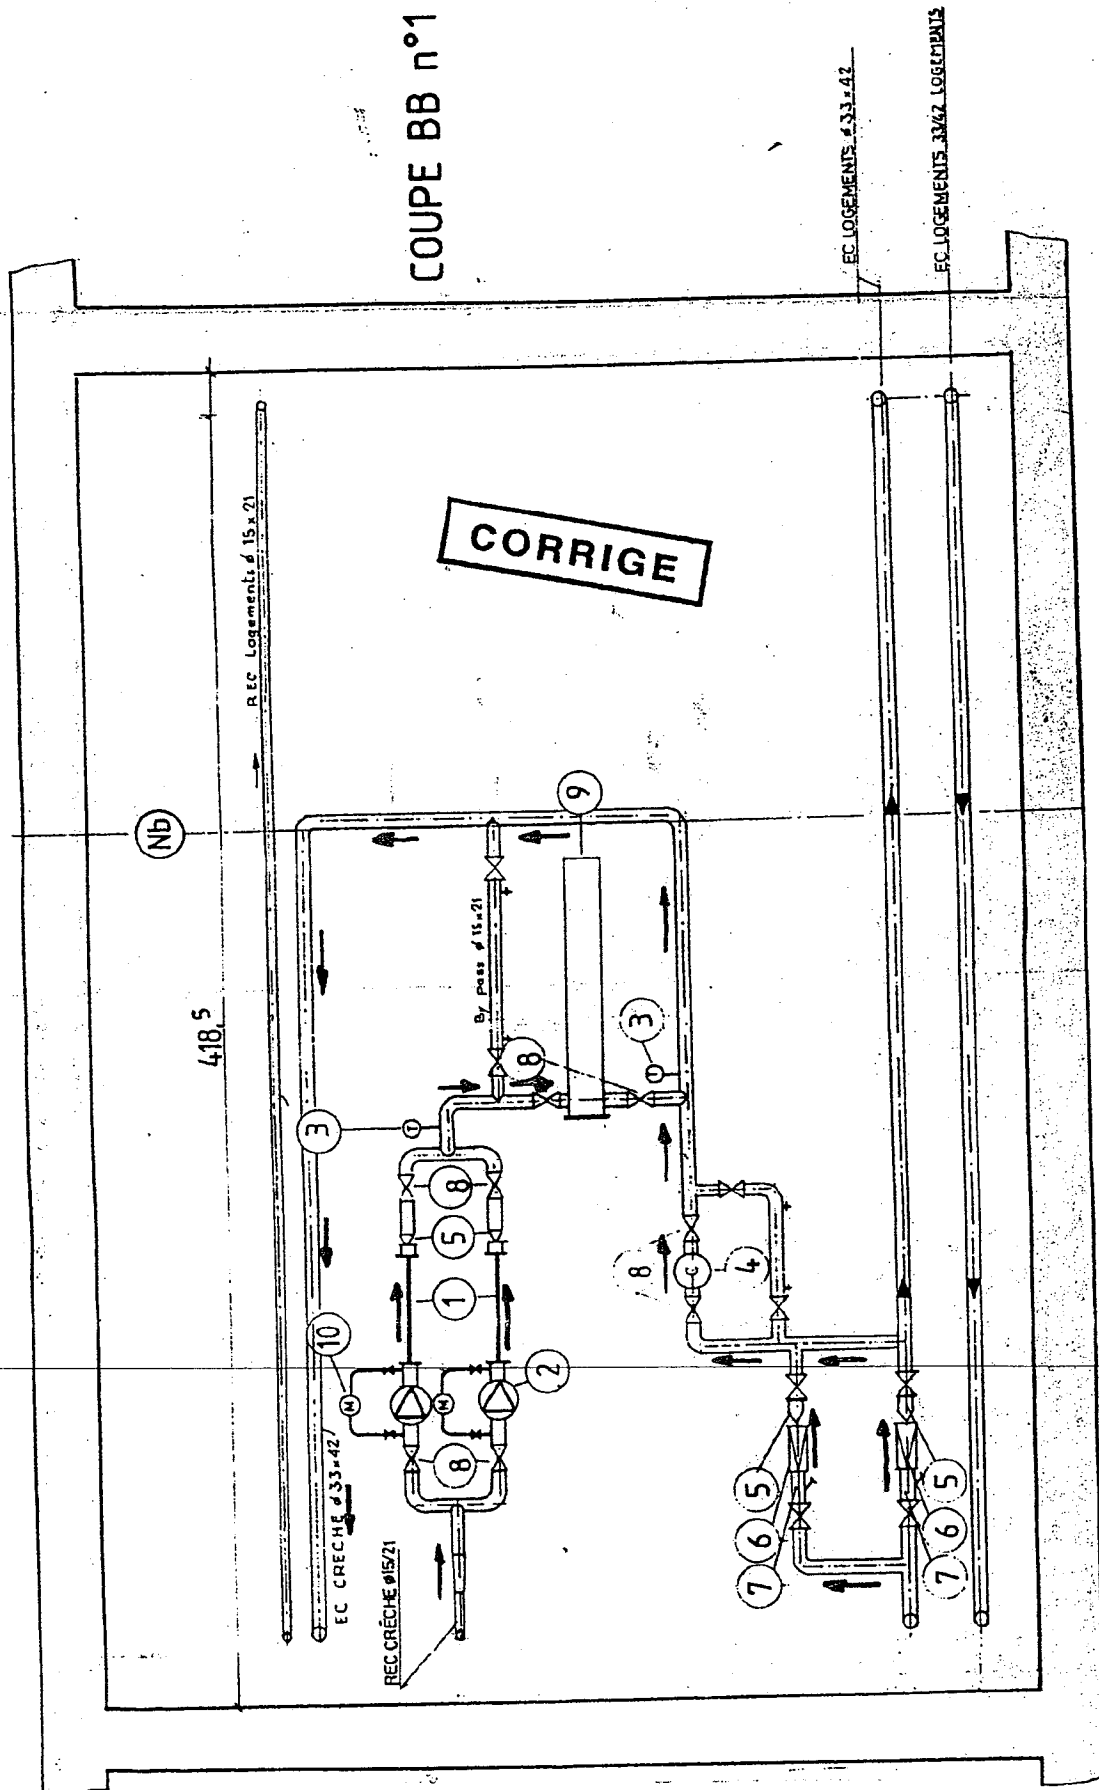 COUPE BB n°1
EC LOGEMENTS ø 33×42
EC LOGEMENTS 33/42 LOGEMENTS
Nb
418,5
REC Logements ø 15 x 21
CORRIGE
9
By pass ø 15×21
3
T
8
3
T
8
5
1
10
M
M
2
8
EC CRECHE ø 33×42
REC CRÈCHE ø15/21
8
C
4
5
6
7
5
6
7